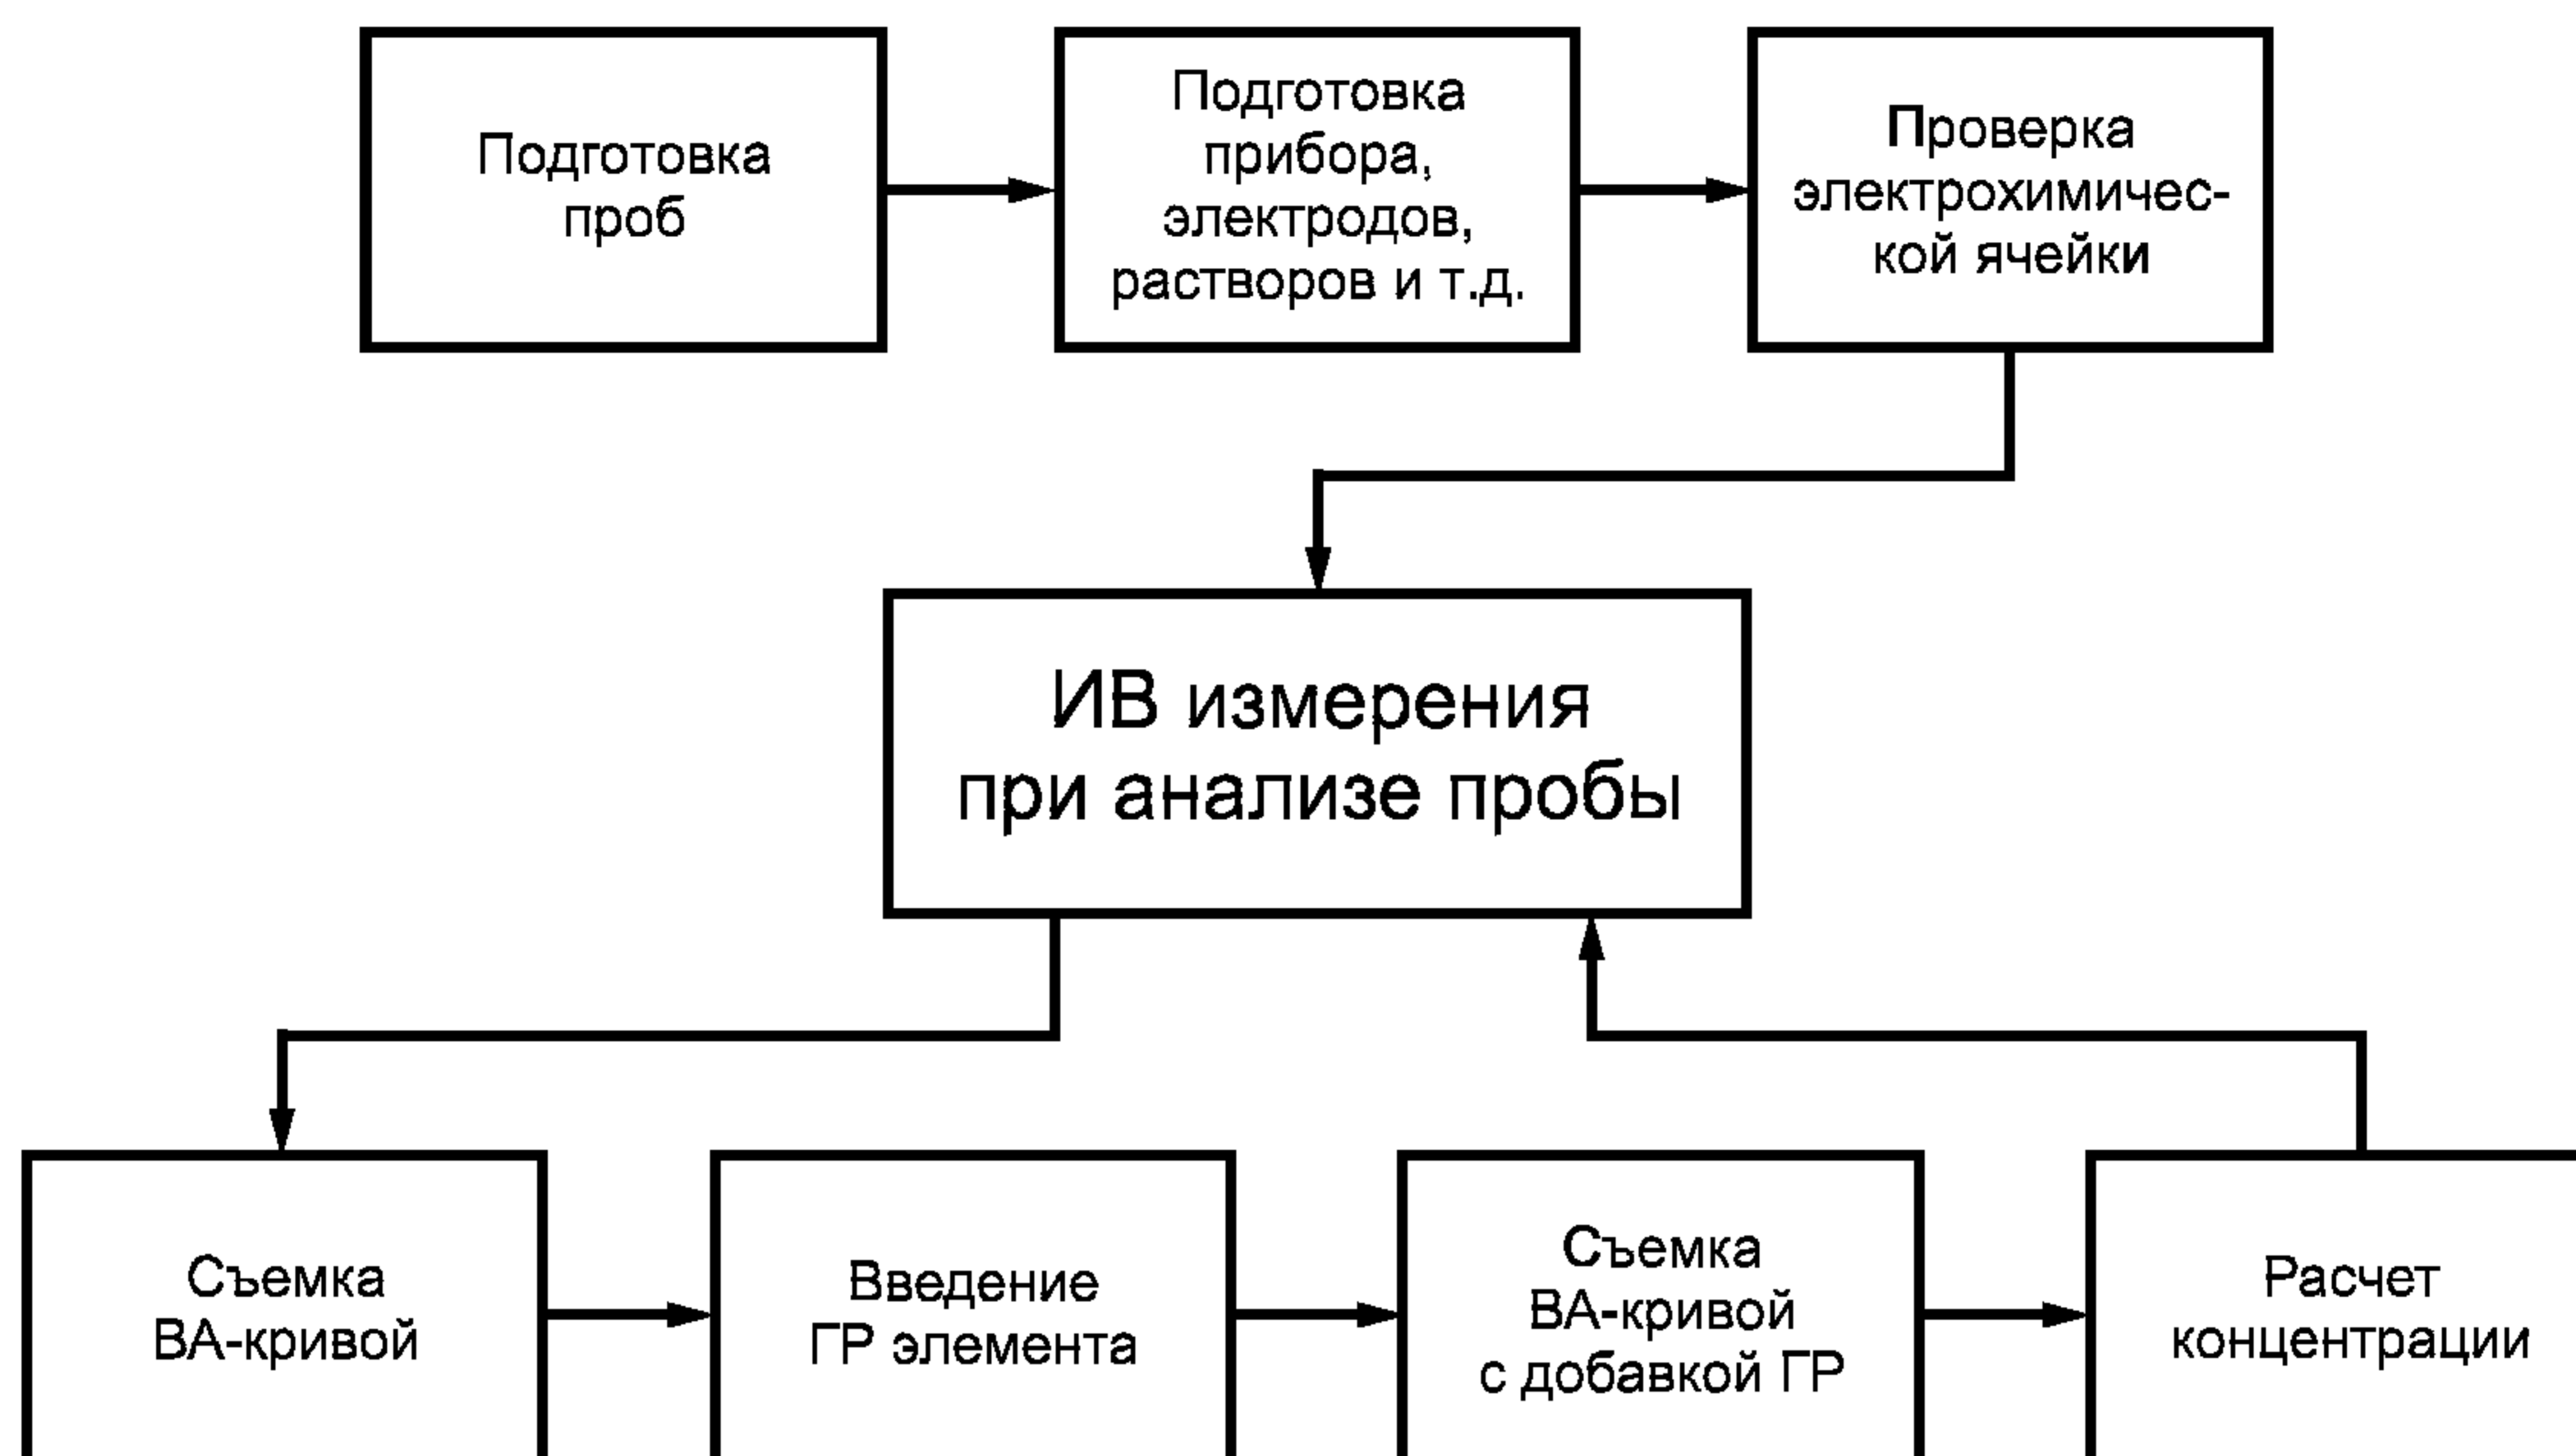 Подготовка
проб
Подготовка
прибора,
электродов,
растворов и т.д.
Проверка
электрохимичес-
кой ячейки
ИВ измерения
при анализе пробы
Съемка
ВА-кривой
Введение
ГР элемента
Съемка
ВА-кривой
с добавкой ГР
Расчет
концентрации